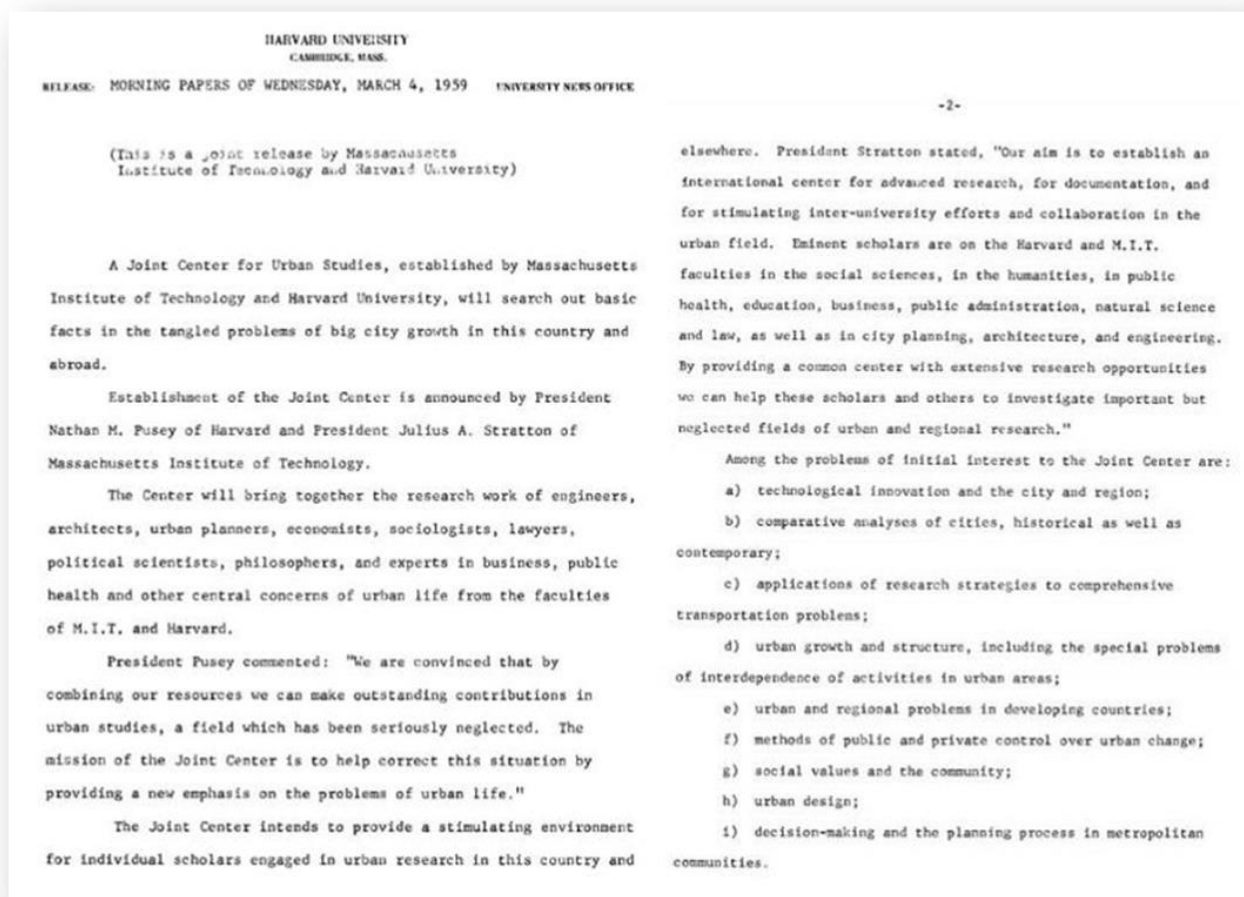 HARVARD UNIVERSITY
CAMBRIDGE, MASS.
RELEASE: MORNING PAPERS OF WEDNESDAY, MARCH 4, 1959 UNIVERSITY NEWS OFFICE
(This is a joint release by Massachusetts
Institute of Technology and Harvard University)
A Joint Center for Urban Studies, established by Massachusetts
Institute of Technology and Harvard University, will search out basic
facts in the tangled problems of big city growth in this country and
abroad.
Establishment of the Joint Center is announced by President
Nathan M. Pusey of Harvard and President Julius A. Stratton of
Massachusetts Institute of Technology.
The Center will bring together the research work of engineers,
architects, urban planners, economists, sociologists, lawyers,
political scientists, philosophers, and experts in business, public
health and other central concerns of urban life from the faculties
of M.I.T. and Harvard.
President Pusey commented: "We are convinced that by
combining our resources we can make outstanding contributions in
urban studies, a field which has been seriously neglected. The
mission of the Joint Center is to help correct this situation by
providing a new emphasis on the problems of urban life."
The Joint Center intends to provide a stimulating environment
for individual scholars engaged in urban research in this country and
-2-
elsewhere. President Stratton stated, "Our aim is to establish an
international center for advanced research, for documentation, and
for stimulating inter-university efforts and collaboration in the
urban field. Eminent scholars are on the Harvard and M.I.T.
faculties in the social sciences, in the humanities, in public
health, education, business, public administration, natural science
and law, as well as in city planning, architecture, and engineering.
By providing a common center with extensive research opportunities
we can help these scholars and others to investigate important but
neglected fields of urban and regional research."
Among the problems of initial interest to the Joint Center are:
a) technological innovation and the city and region;
b) comparative analyses of cities, historical as well as
contemporary;
c) applications of research strategies to comprehensive
transportation problems;
d) urban growth and structure, including the special problems
of interdependence of activities in urban areas;
e) urban and regional problems in developing countries;
f) methods of public and private control over urban change;
g) social values and the community;
h) urban design;
i) decision-making and the planning process in metropolitan
communities.